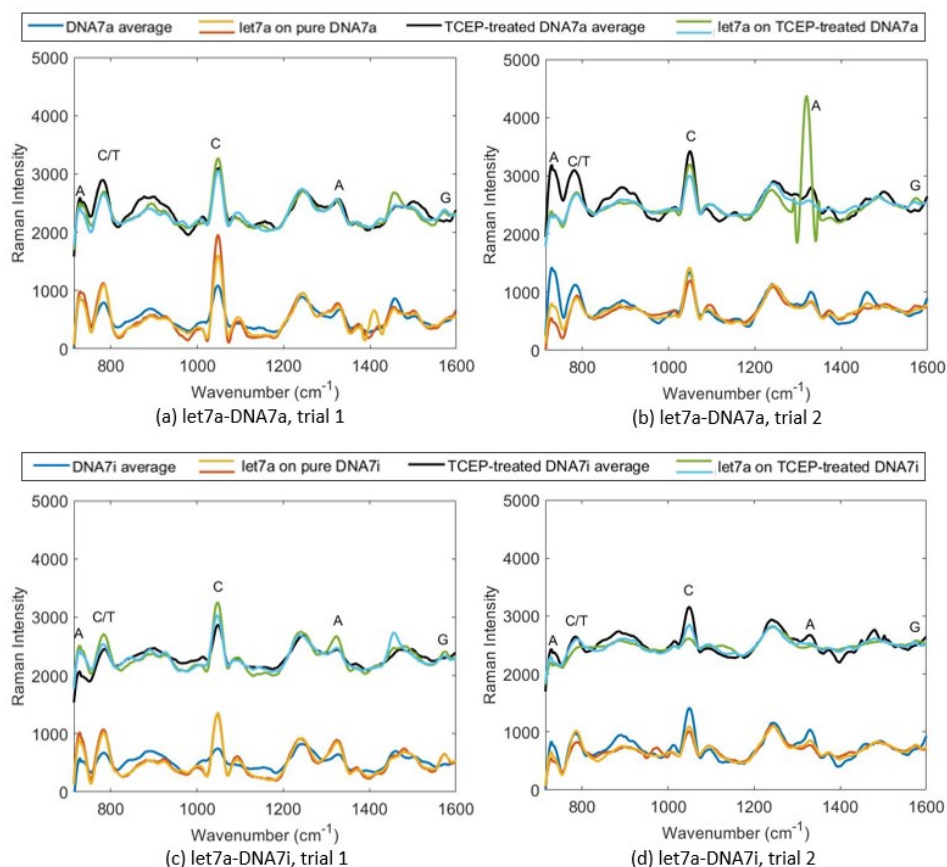 DNA7a average let7a on pure DNA7a TCEP-treated DNA7a average let7a on TCEP-treated DNA7a
5000
4000
3000
2000
1000
0
Raman Intensity
A
C/T
C
A
G
800 1000 1200 1400 1600
Wavenumber (cm⁻¹)
(a) let7a-DNA7a, trial 1
5000
4000
3000
2000
1000
0
Raman Intensity
A
C/T
C
A
G
800 1000 1200 1400 1600
Wavenumber (cm⁻¹)
(b) let7a-DNA7a, trial 2
DNA7i average let7a on pure DNA7i TCEP-treated DNA7i average let7a on TCEP-treated DNA7i
5000
4000
3000
2000
1000
0
Raman Intensity
A
C/T
C
A
G
800 1000 1200 1400 1600
Wavenumber (cm⁻¹)
(c) let7a-DNA7i, trial 1
5000
4000
3000
2000
1000
0
Raman Intensity
A
C/T
C
A
G
800 1000 1200 1400 1600
Wavenumber (cm⁻¹)
(d) let7a-DNA7i, trial 2